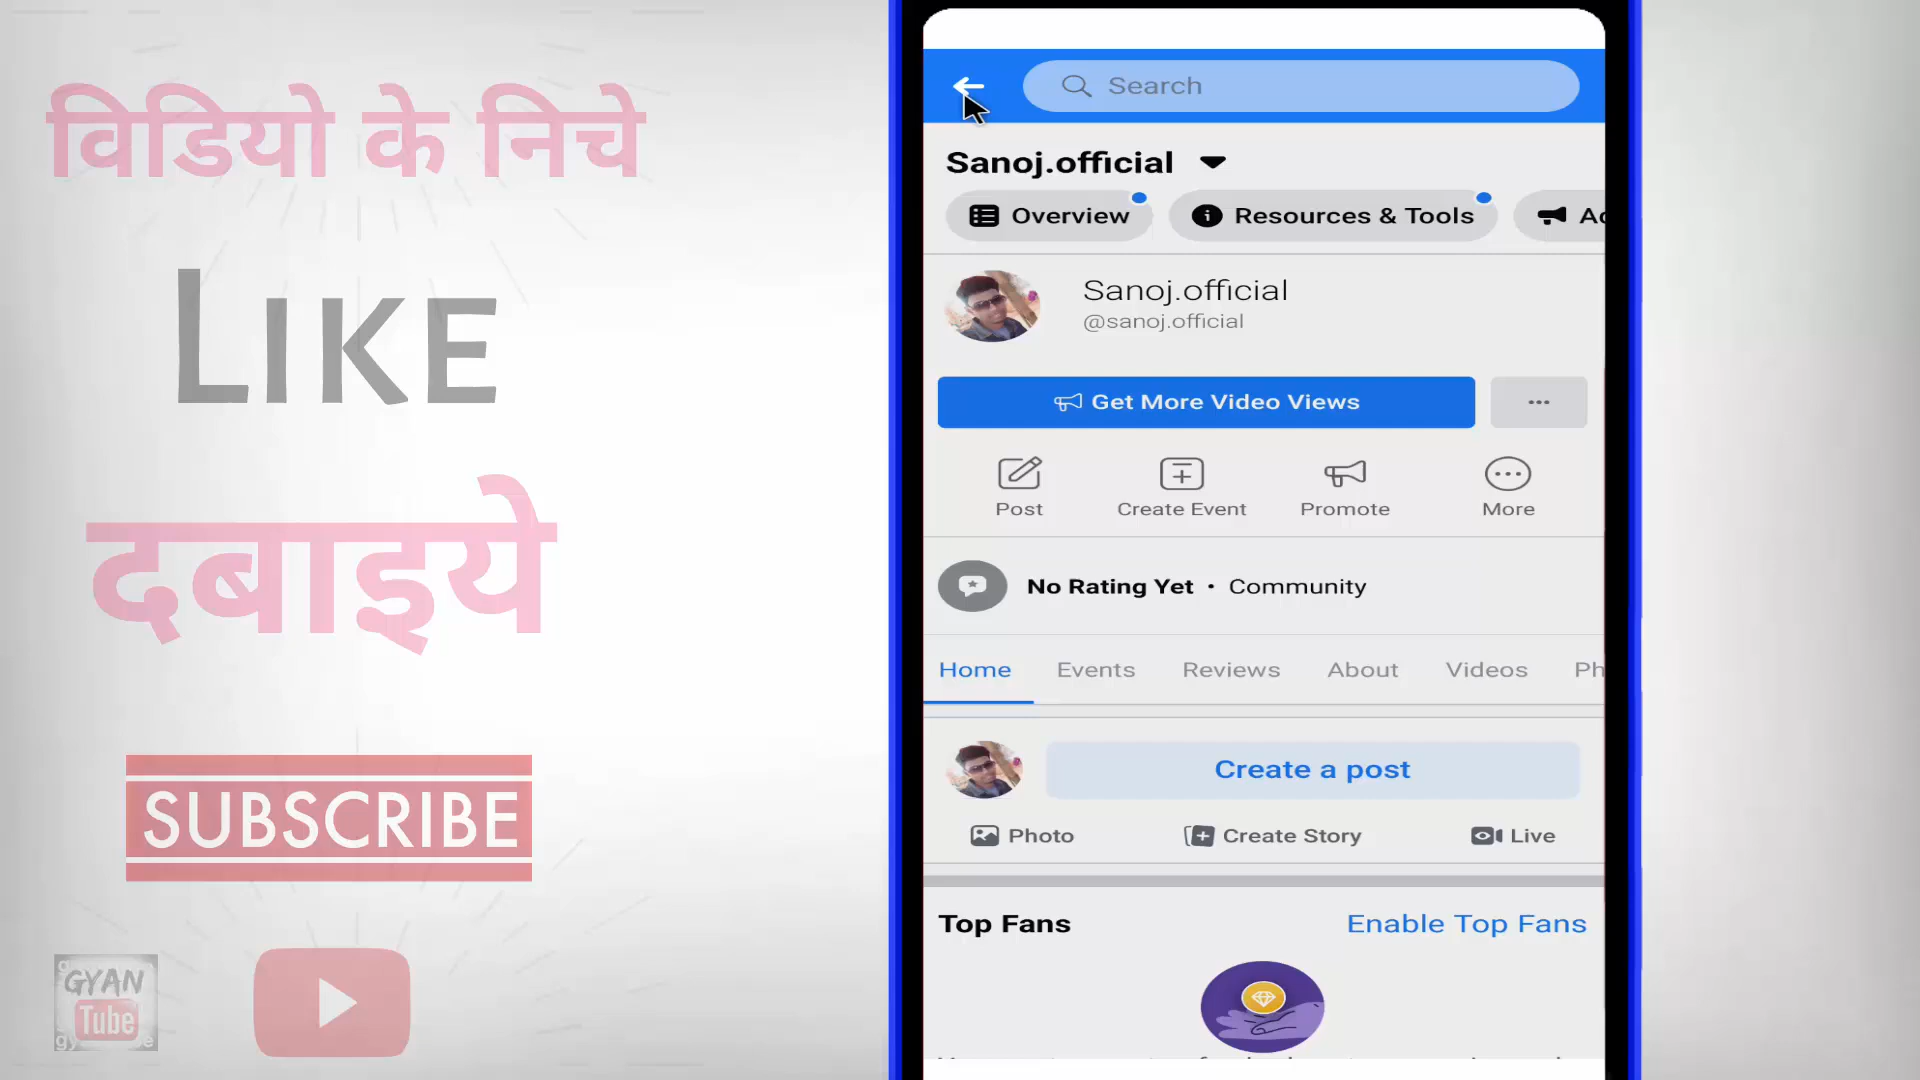 विडियो के निचे
LIKE
दबाइये
SUBSCRIBE
GYAN
Tube
Search
Sanoj.official
Overview
Resources & Tools
Sanoj.official
@sanoj.official
Get More Video Views
Post
Create Event
Promote
More
No Rating Yet • Community
Home
Events
Reviews
About
Videos
Ph
Create a post
Photo
Create Story
Live
Top Fans
Enable Top Fans